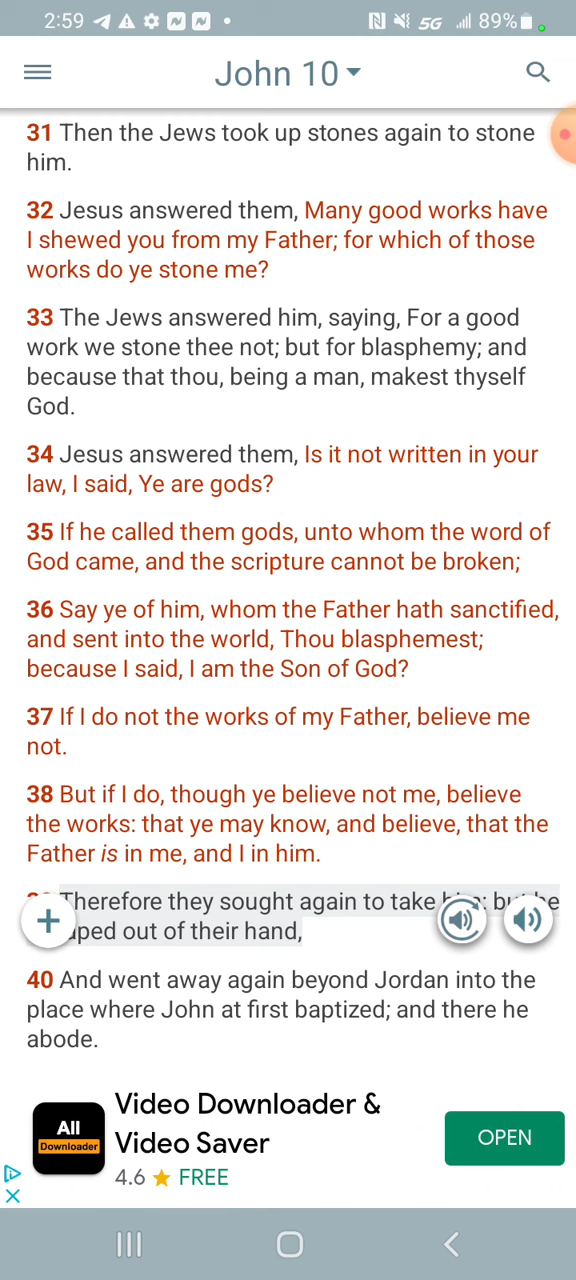 2:59
5G
89%
John 10
31 Then the Jews took up stones again to stone
him.
32 Jesus answered them, Many good works have
I shewed you from my Father; for which of those
works do ye stone me?
33 The Jews answered him, saying, For a good
work we stone thee not; but for blasphemy; and
because that thou, being a man, makest thyself
God.
34 Jesus answered them, Is it not written in your
law, I said, Ye are gods?
35 If he called them gods, unto whom the word of
God came, and the scripture cannot be broken;
36 Say ye of him, whom the Father hath sanctified,
and sent into the world, Thou blasphemest;
because I said, I am the Son of God?
37 If I do not the works of my Father, believe me
not.
38 But if I do, though ye believe not me, believe
the works: that ye may know, and believe, that the
Father is in me, and I in him.
Therefore they sought again to take
out of their hand,
40 And went away again beyond Jordan into the
place where John at first baptized; and there he
abode.
All
Downloader
Video Downloader &
Video Saver
4.6 ★ FREE
OPEN